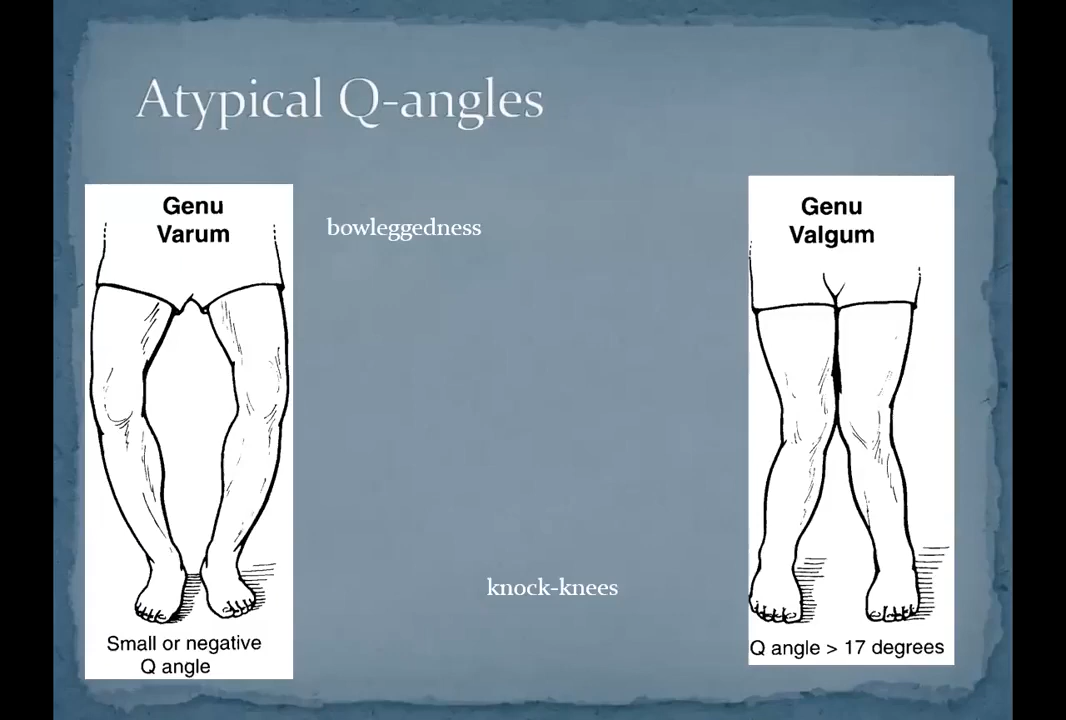 Atypical Q-angles
Genu
Varum
bowleggedness
Small or negative
Q angle
Genu
Valgum
knock-knees
Q angle > 17 degrees